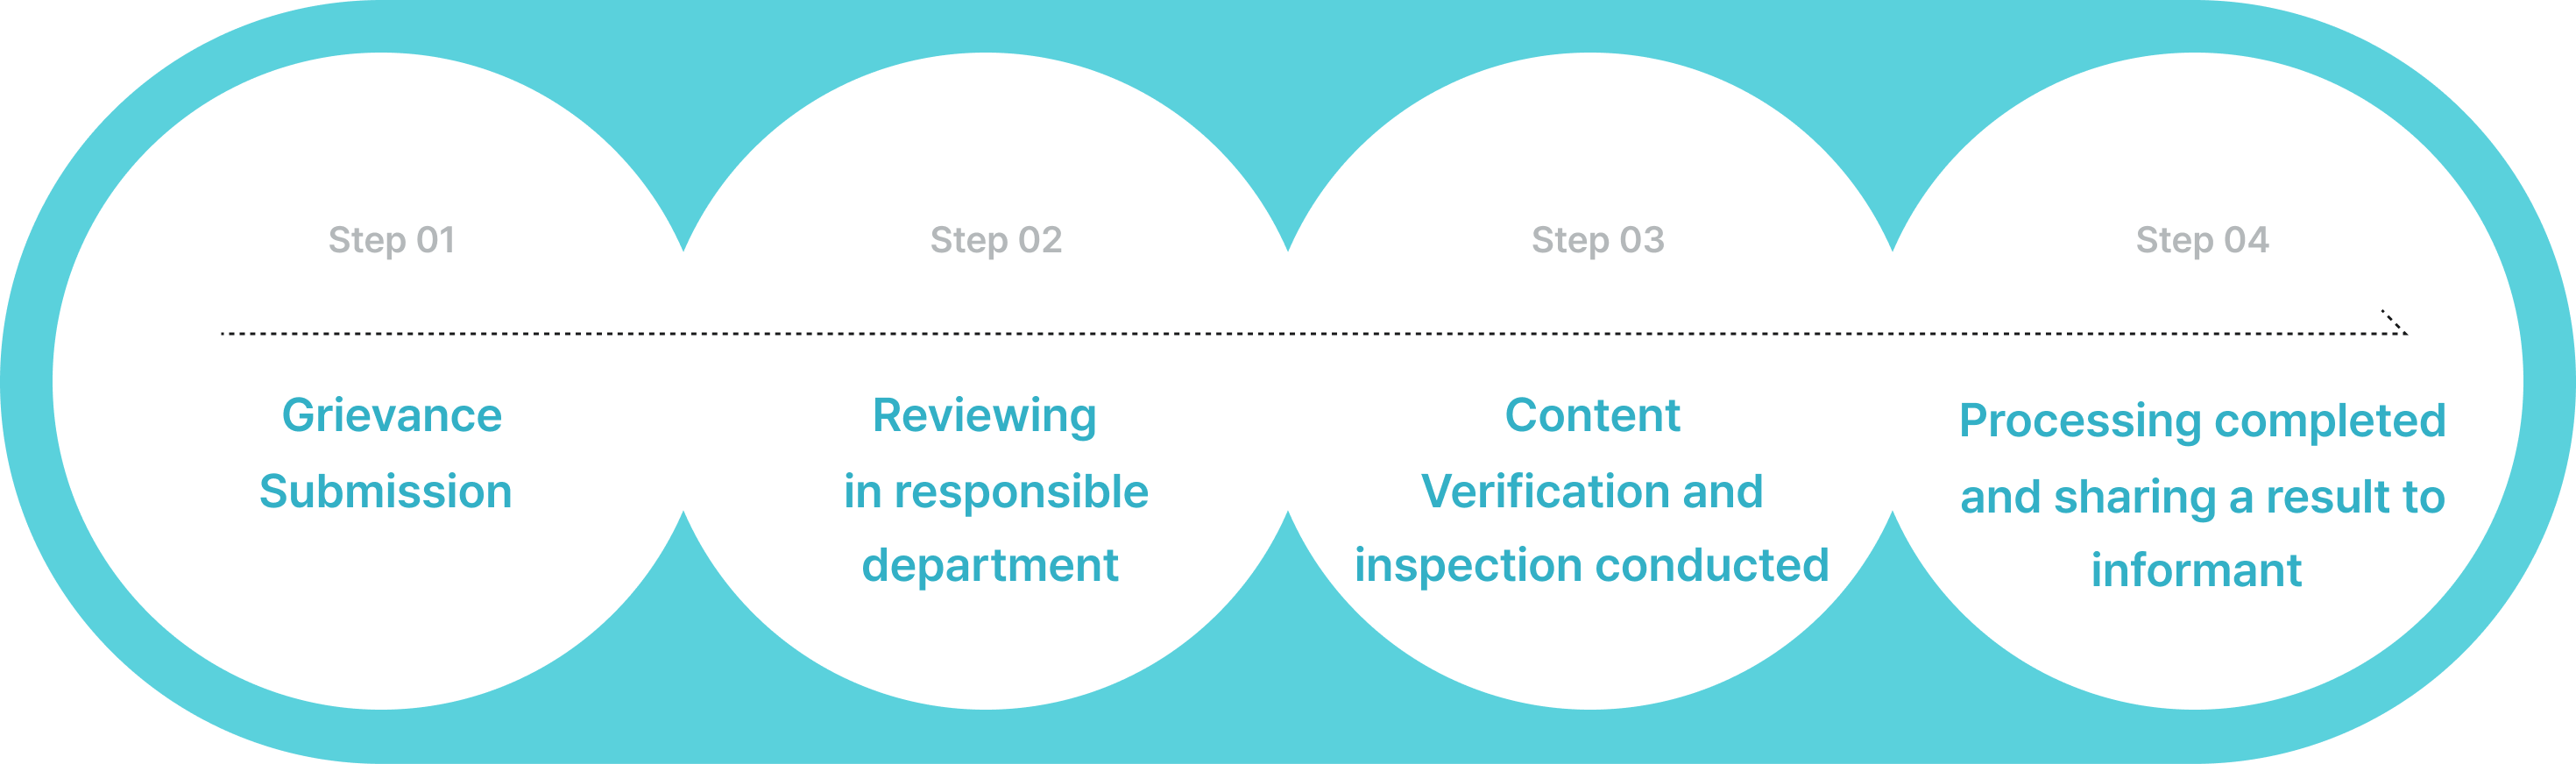 Step 01
Grievance
Submission
Step 02
Reviewing
in responsible
department
Step 03
Content
Verification and
inspection conducted
Step 04
Processing completed
and sharing a result to
informant